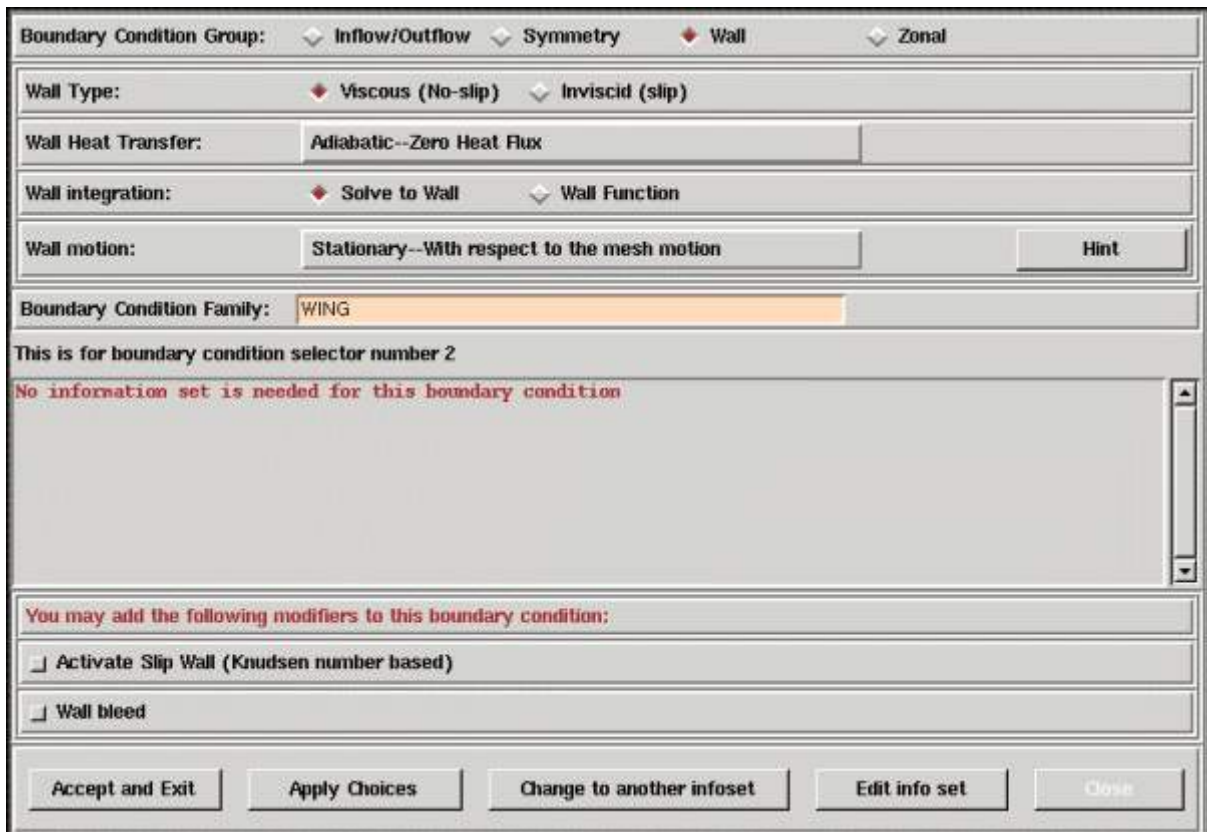 Boundary Condition Group: Inflow/Outflow Symmetry Wall Zonal
Wall Type: Viscous (No-slip) Inviscid (slip)
Wall Heat Transfer: Adiabatic--Zero Heat Flux
Wall integration: Solve to Wall Wall Function
Wall motion: Stationary--With respect to the mesh motion Hint
Boundary Condition Family: WING
This is for boundary condition selector number 2
No information set is needed for this boundary condition
You may add the following modifiers to this boundary condition:
Activate Slip Wall (Knudsen number based)
Wall bleed
Accept and Exit Apply Choices Change to another infoset Edit info set Close